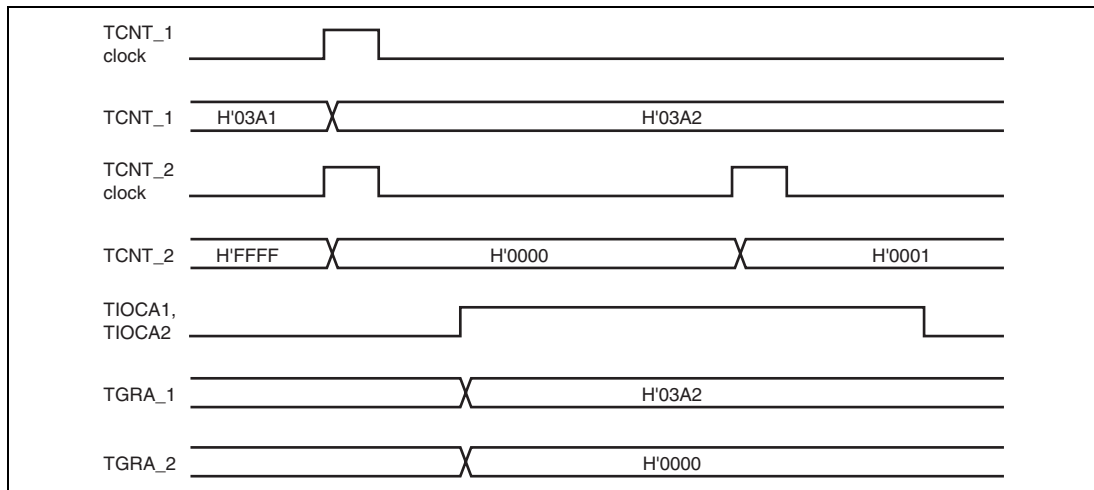 TCNT_1
clock
TCNT_1 H'03A1 H'03A2
TCNT_2
clock
TCNT_2 H'FFFF H'0000 H'0001
TIOCA1,
TIOCA2
TGRA_1 H'03A2
TGRA_2 H'0000